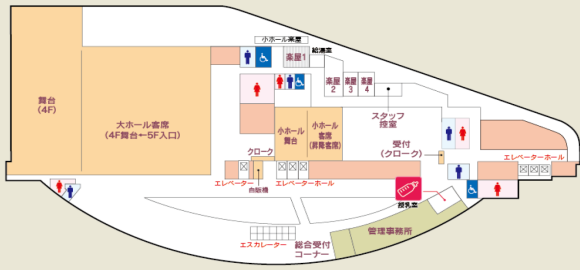 小ホール楽屋
給湯室
楽屋1
楽屋
2
楽屋
3
楽屋
4
舞台
(4F)
大ホール客席
(4F舞台←5F入口)
スタッフ
控室
小ホール
舞台
小ホール
客席
(昇降客席)
受付
(クローク)
クローク
エレベーター
自販機
エレベーターホール
エレベーターホール
授乳室
エスカレーター
総合受付
コーナー
管理事務所